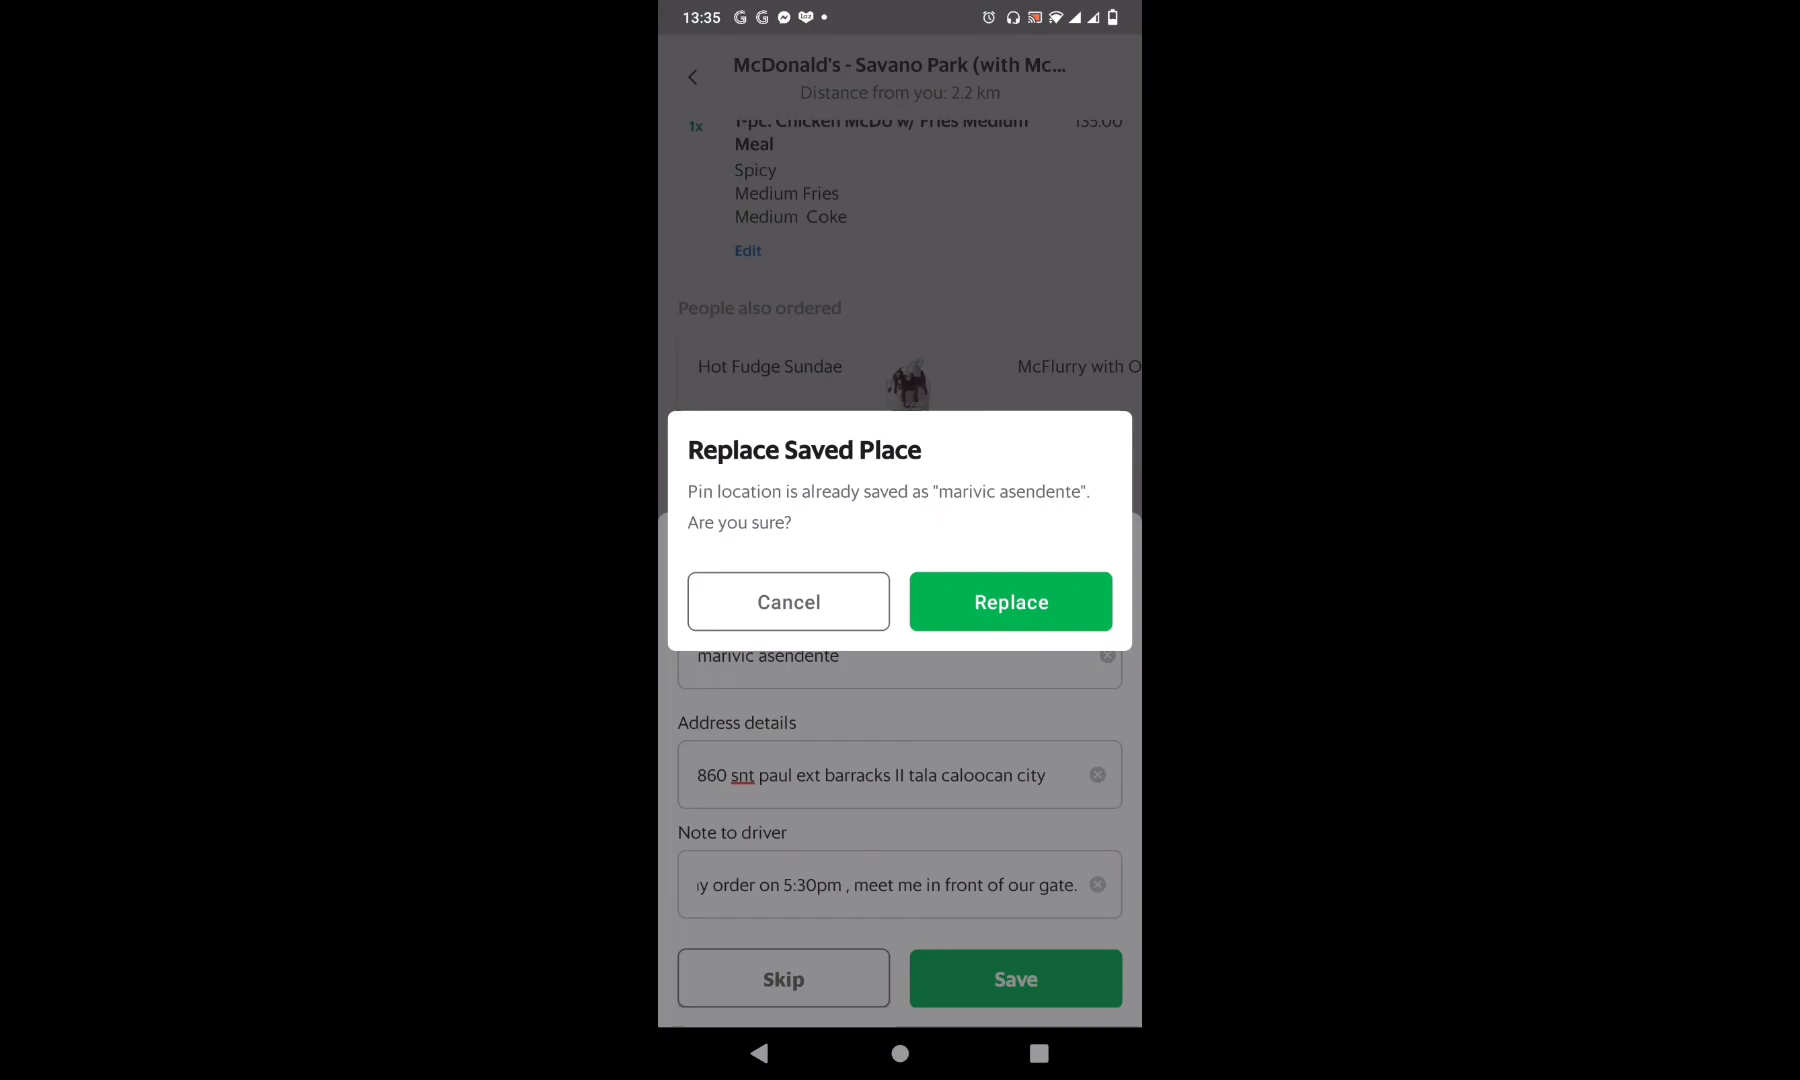 13:35
McDonald's - Savano Park (with Mc...
Distance from you: 2.2 km
1x 1-pc. Chicken McDo w/ Fries Medium 135.00
Meal
Spicy
Medium Fries
Medium Coke
Edit
People also ordered
Hot Fudge Sundae McFlurry with O
Replace Saved Place
Pin location is already saved as "marivic asendente".
Are you sure?
Cancel Replace
marivic asendente
Address details
860 snt paul ext barracks II tala caloocan city
Note to driver
y order on 5:30pm , meet me in front of our gate.
Skip Save